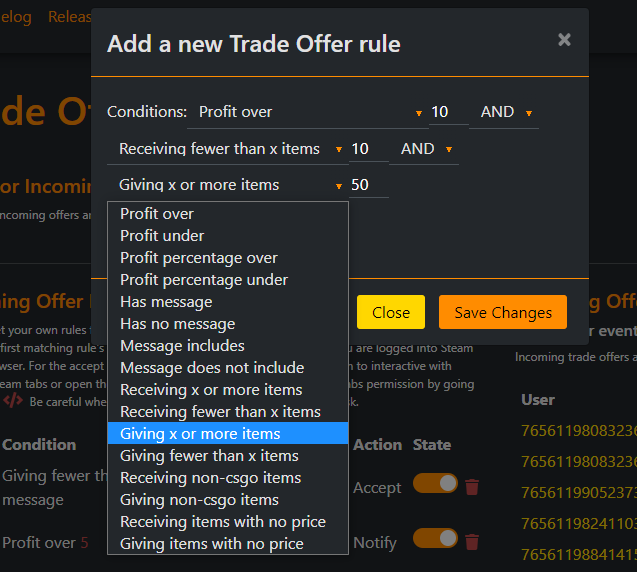 elog Releas
Add a new Trade Offer rule ×
ade Of
Conditions: Profit over 10 AND
Receiving fewer than x items 10 AND
or Incomin
Giving x or more items 50
ncoming offers a
Profit over
Profit under
Profit percentage over
Profit percentage under
Has message
Has no message
Message includes
Message does not include
Receiving x or more items
Receiving fewer than x items
Giving x or more items
Giving fewer than x items
Receiving non-csgo items
Giving non-csgo items
Receiving items with no price
Giving items with no price
Close Save Changes
ning Offer
et your own rules
first matching rule's
wser. For the accept
eam tabs or open th
</> Be careful whe
u are logged into Steam
n to interactive with
abs permission by going
sk.
Condition Action State
Giving fewer th
message
Accept
Profit over 5 Notify
ng Offer
r event
Incoming trade offers a
User
7656119808323
7656119808323
7656119905237
7656119824110
7656119884141